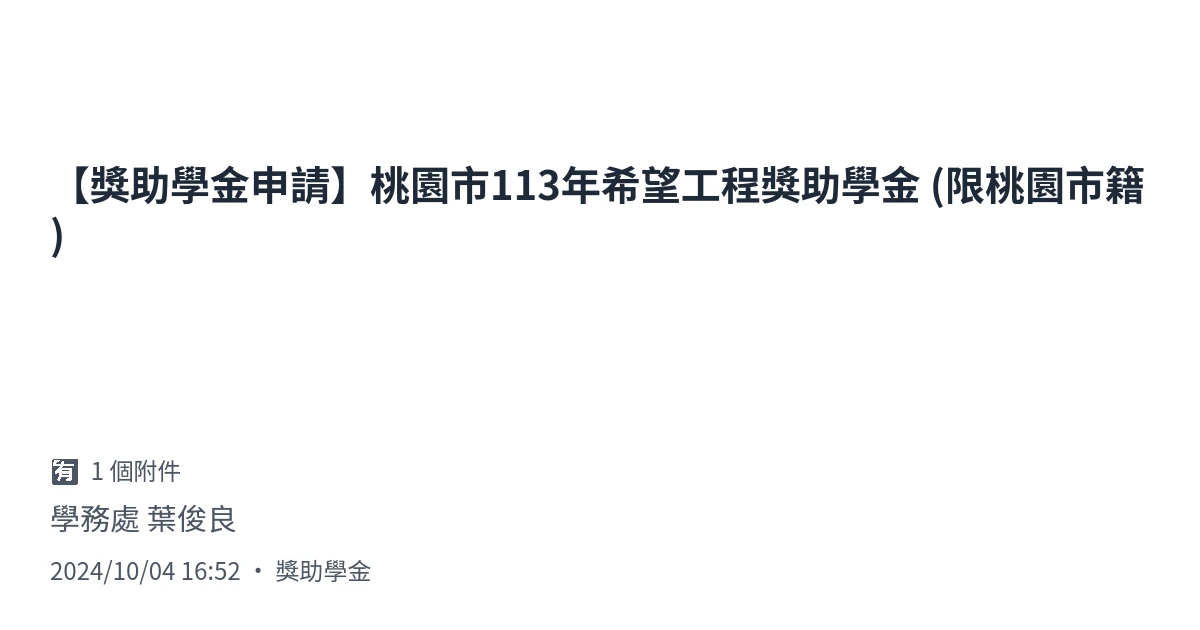 【獎助學金申請】桃園市113年希望工程獎助學金 (限桃園市籍
)
有 1 個附件
學務處 葉俊良
2024/10/04 16:52 · 獎助學金